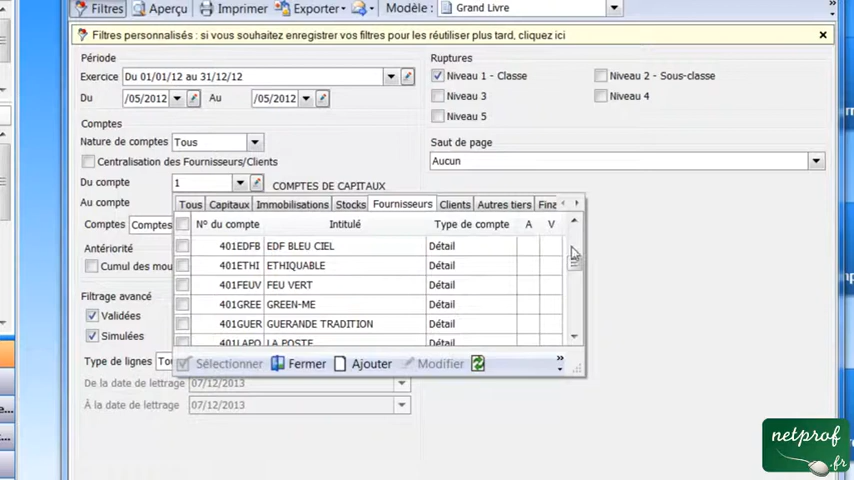 Filtres Aperçu Imprimer Exporter Modèle : Grand Livre
Filtres personnalisés : si vous souhaitez enregistrer vos filtres pour les réutiliser plus tard, cliquez ici
Période
Exercice Du 01/01/12 au 31/12/12
Du /05/2012 Au /05/2012
Comptes
Nature de comptes Tous
Centralisation des Fournisseurs/Clients
Du compte 1 COMPTES DE CAPITAUX
Au compte
Comptes Comptes
Antériorité
Cumul des mou
Filtrage avancé
Validées
Simulées
Type de lignes
De la date de lettrage 07/12/2013
À la date de lettrage 07/12/2013
Ruptures
Niveau 1 - Classe Niveau 2 - Sous-classe
Niveau 3 Niveau 4
Niveau 5
Saut de page
Aucun
Tous Capitaux Immobilisations Stocks Fournisseurs Clients Autres tiers Fina
N° du compte Intitulé Type de compte A V
401EDFB EDF BLEU CIEL Détail
401ETHI ETHIQUABLE Détail
401FEUV FEU VERT Détail
401GREE GREEN-ME Détail
401GUER GUERANDE TRADITION Détail
401LAPO LA POSTE Détail
Sélectionner Fermer Ajouter Modifier
netprof
.fr